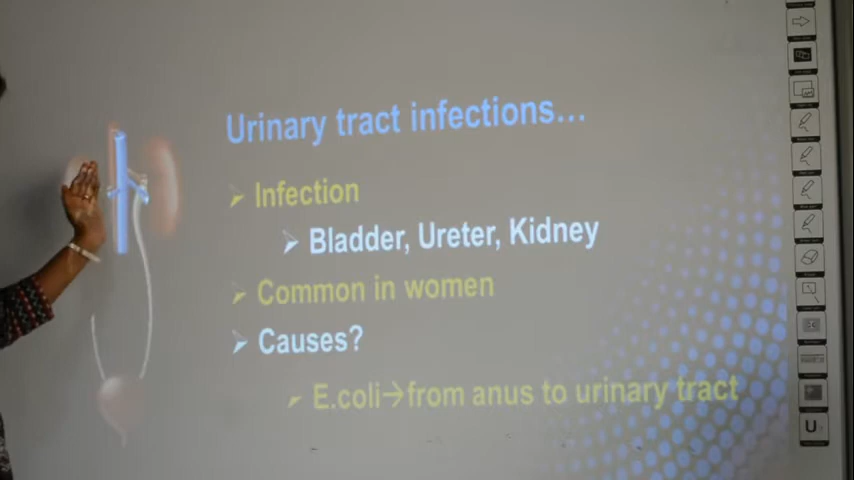 Urinary tract infections...
Infection
Bladder, Ureter, Kidney
Common in women
Causes?
E.coli→from anus to urinary tract
U